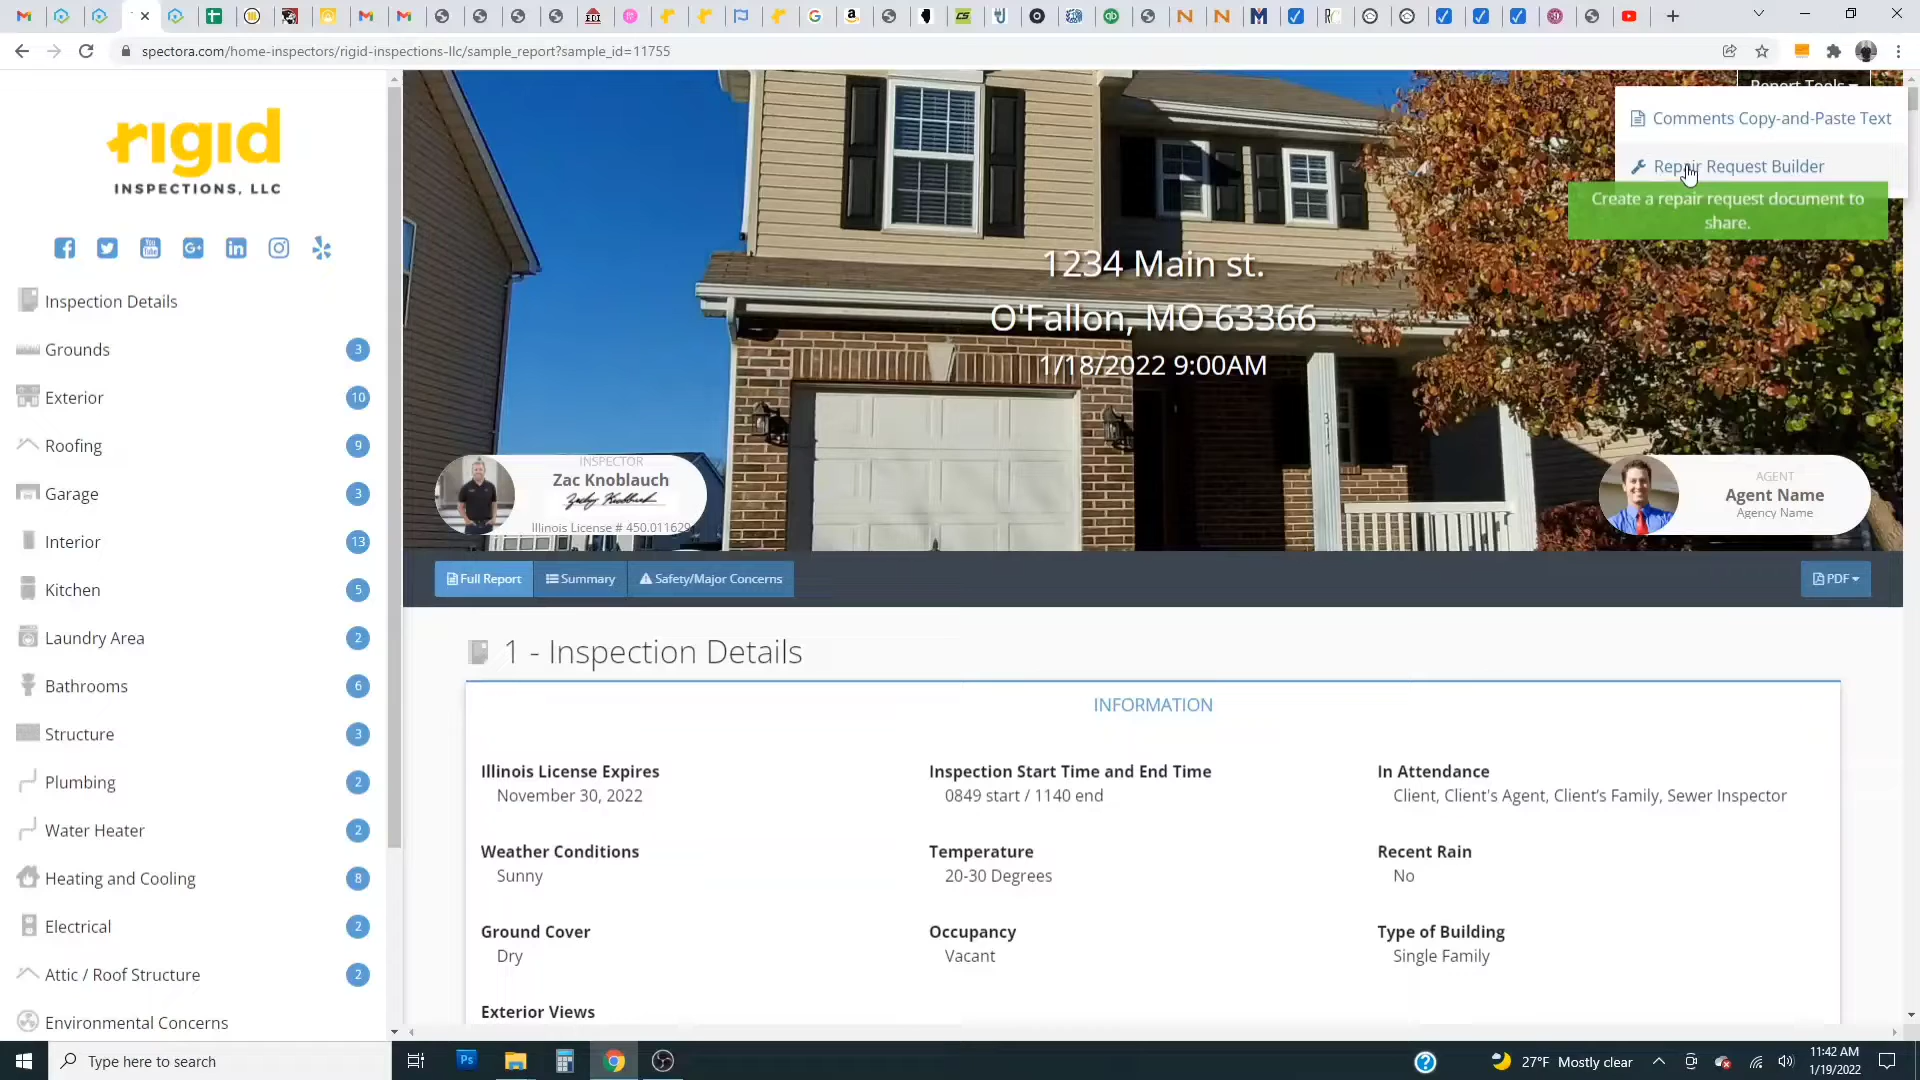 spectora.com/home-inspectors/rigid-inspections-llc/sample_report?sample_id=11755
rigid
INSPECTIONS, LLC
Report Tools
Comments Copy-and-Paste Text
Repair Request Builder
Create a repair request document to
share.
1234 Main st.
O'Fallon, MO 63366
1/18/2022 9:00AM
INSPECTOR
Zac Knoblauch
Illinois License # 450.011629
AGENT
Agent Name
Agency Name
Inspection Details
Grounds 3
Exterior 10
Roofing 9
Garage 3
Interior 13
Kitchen 5
Laundry Area 2
Bathrooms 6
Structure 3
Plumbing 2
Water Heater 2
Heating and Cooling 8
Electrical 2
Attic / Roof Structure 2
Environmental Concerns
Full Report Summary Safety/Major Concerns PDF
1 - Inspection Details
INFORMATION
Illinois License Expires
November 30, 2022
Inspection Start Time and End Time
0849 start / 1140 end
In Attendance
Client, Client's Agent, Client's Family, Sewer Inspector
Weather Conditions
Sunny
Temperature
20-30 Degrees
Recent Rain
No
Ground Cover
Dry
Occupancy
Vacant
Type of Building
Single Family
Exterior Views
Type here to search
Ps
27°F Mostly clear
11:42 AM
1/19/2022